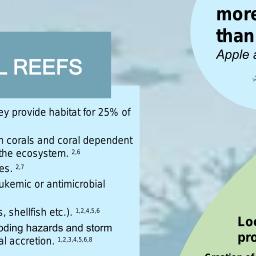 more
than
Apple a
L REEFS
ey provide habitat for 25% of
n corals and coral dependent
the ecosystem. 2,6
es. 2,7
ukemic or antimicrobial
s, shellfish etc.). 1,2,4,5,6
oding hazards and storm
al accretion. 1,2,3,4,5,6,8
Loc
pro